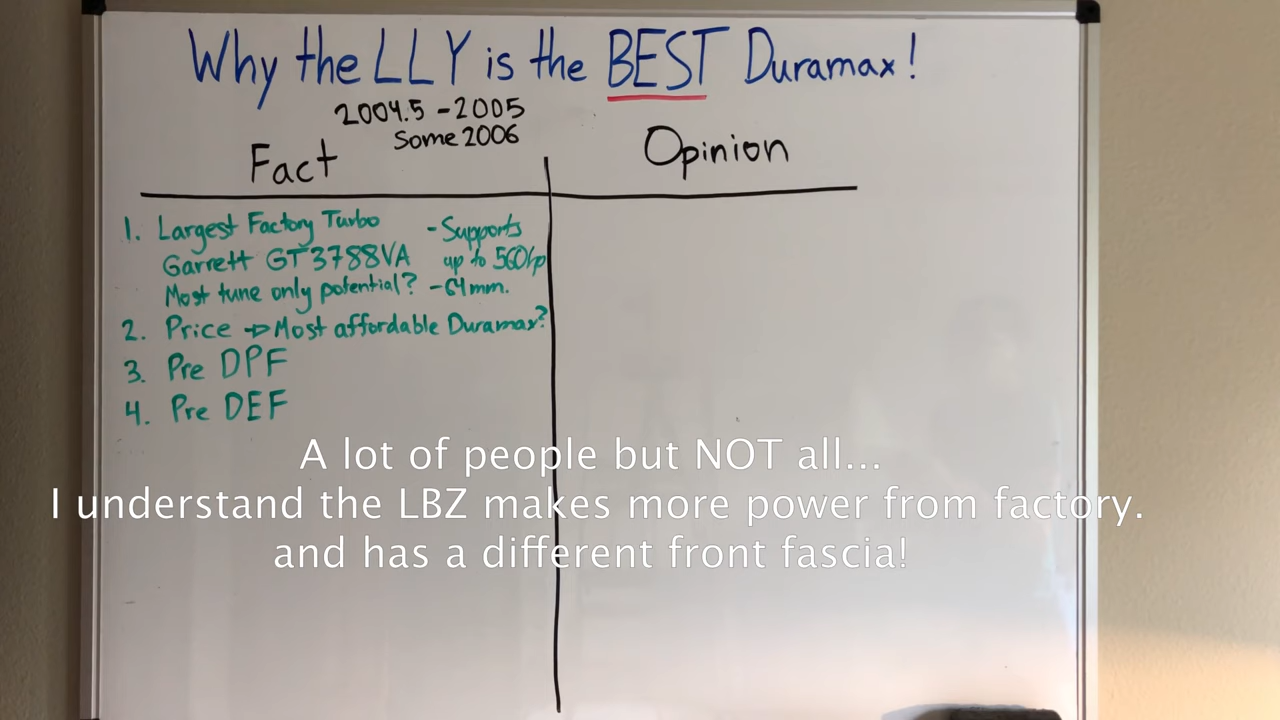 Why the LLY is the BEST Duramax!
2004.5 - 2005
Some 2006
Fact
Opinion
1. Largest Factory Turbo
Garrett GT3788VA
Most tune only potential?
- Supports
up to 560hp
- 64mm.
2. Price → Most affordable Duramax?
3. Pre DPF
4. Pre DEF
A lot of people but NOT all...
I understand the LBZ makes more power from factory.
and has a different front fascia!